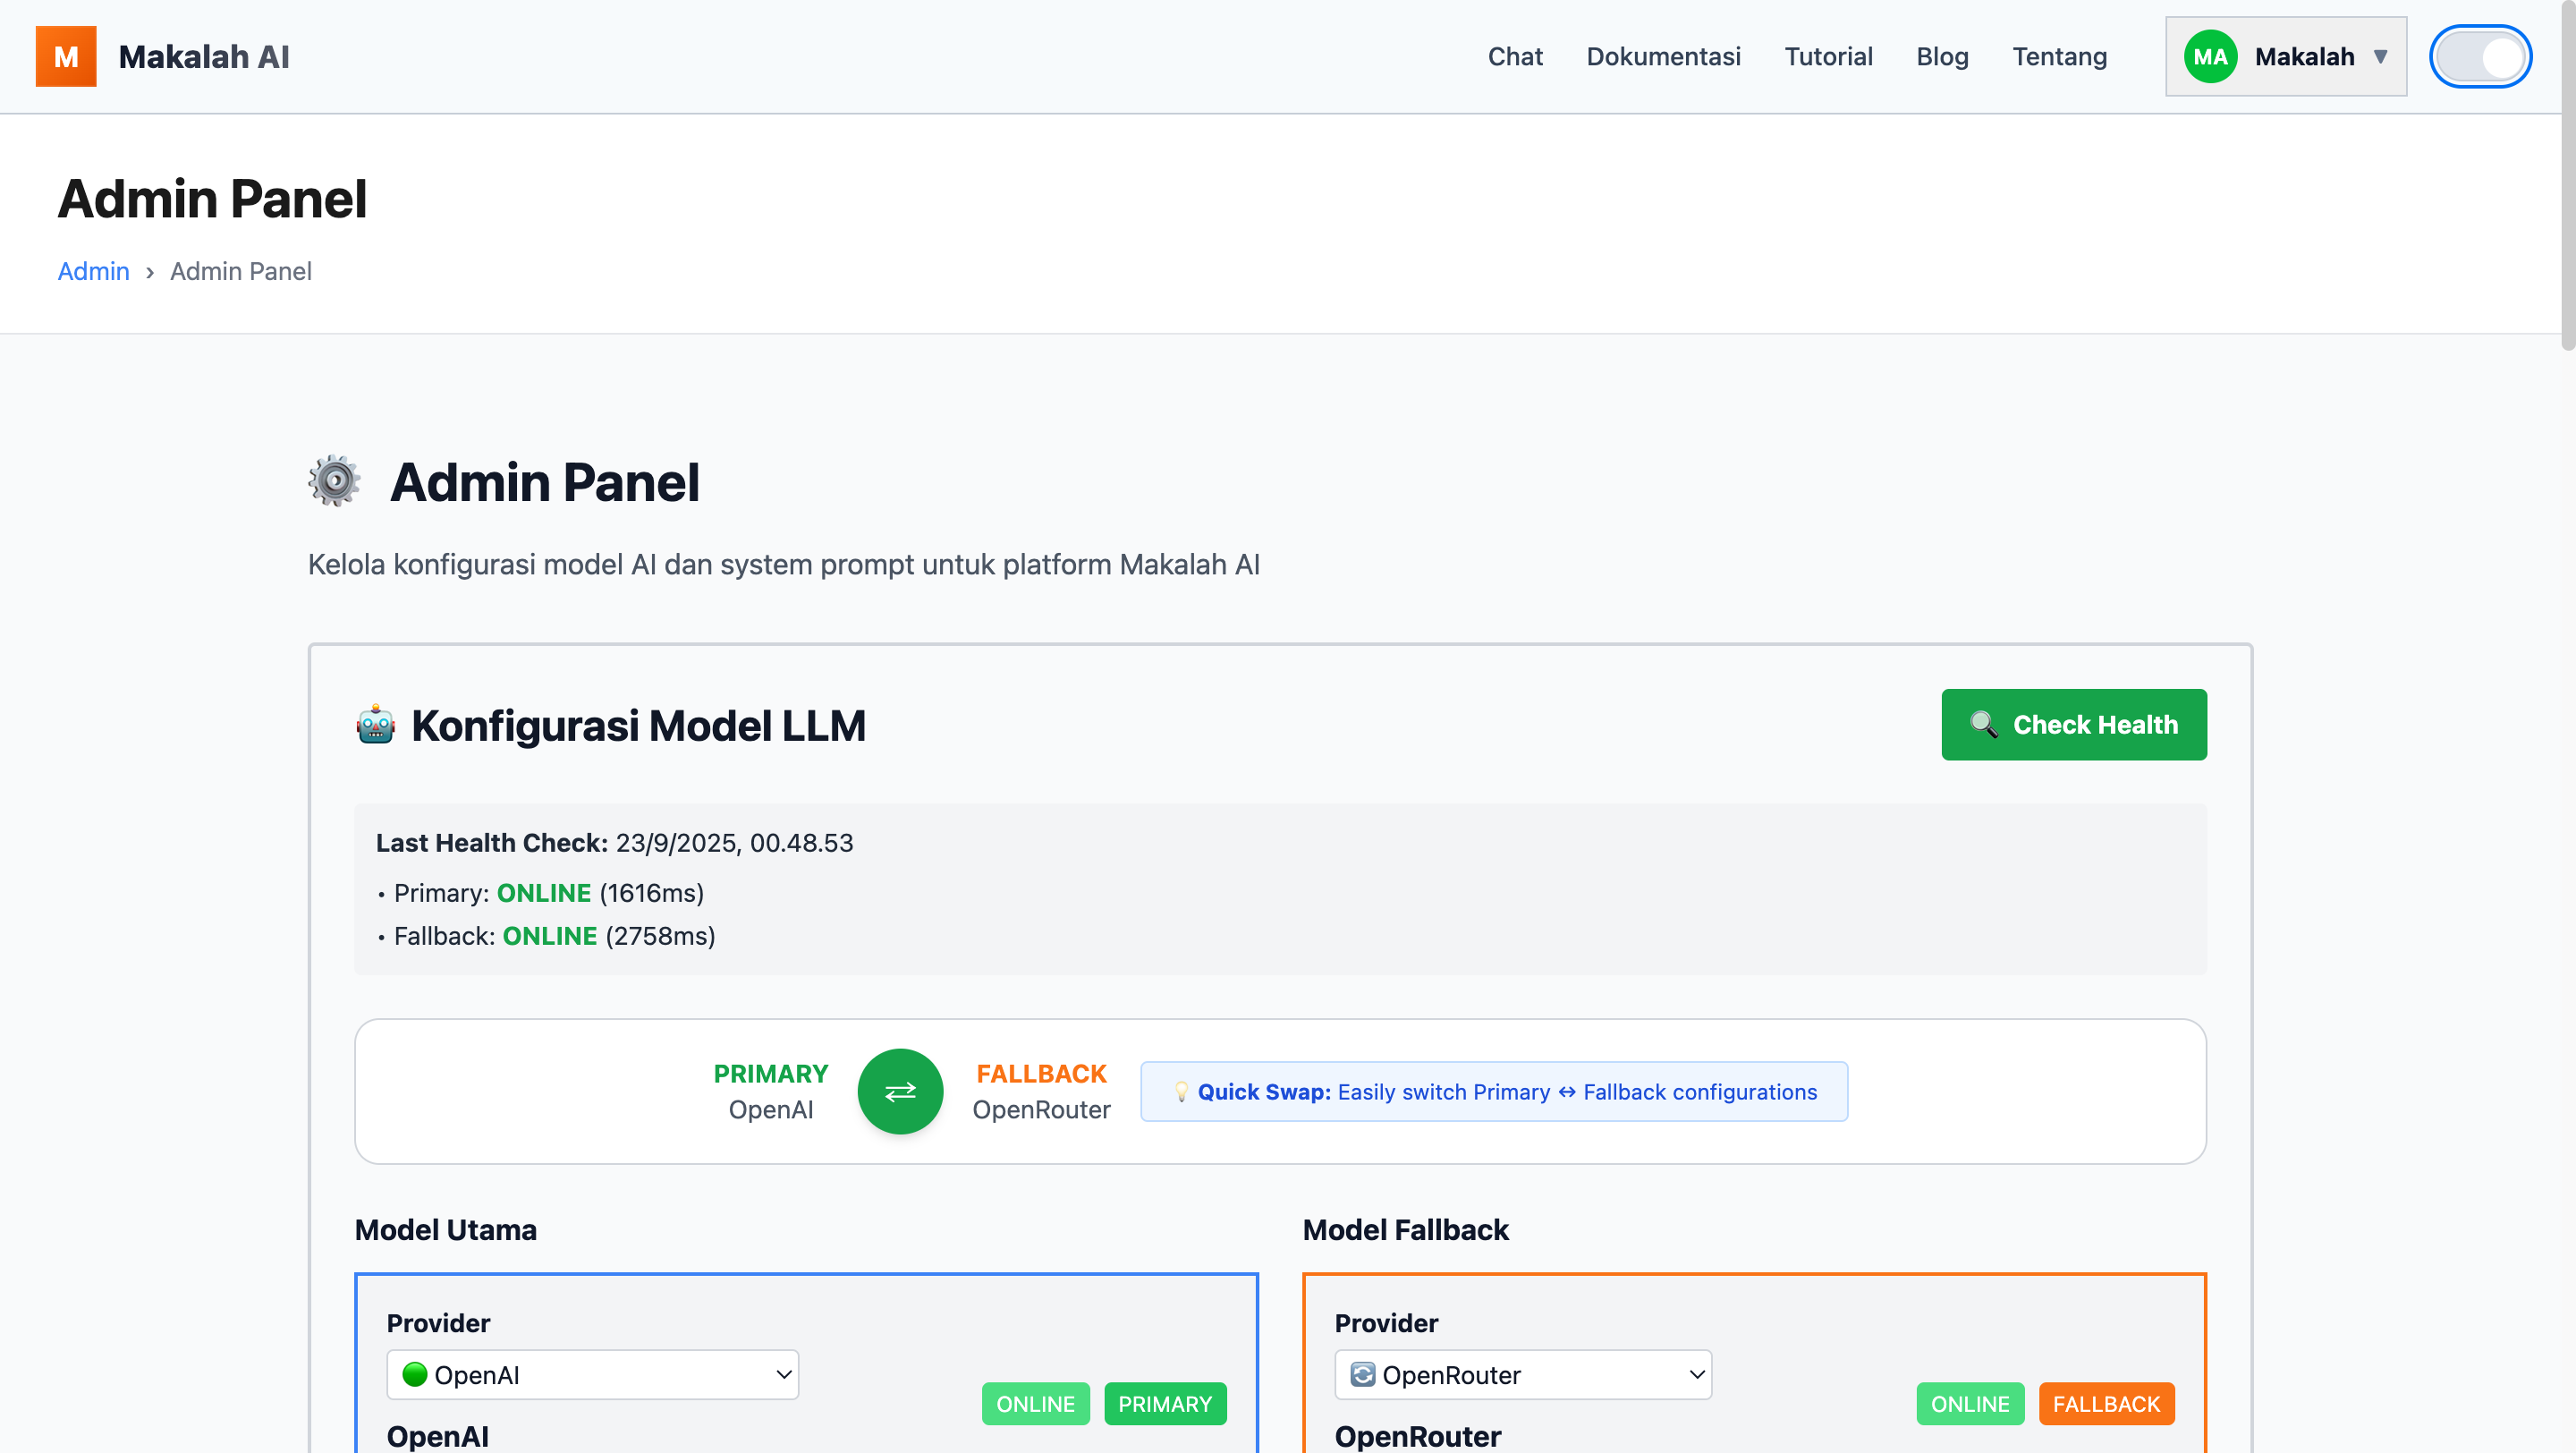 M Makalah AI
Chat Dokumentasi Tutorial Blog Tentang MA Makalah ▼
Admin Panel
Admin › Admin Panel
Admin Panel
Kelola konfigurasi model AI dan system prompt untuk platform Makalah AI
Konfigurasi Model LLM
Check Health
Last Health Check: 23/9/2025, 00.48.53
• Primary: ONLINE (1616ms)
• Fallback: ONLINE (2758ms)
PRIMARY
OpenAI
⇄
FALLBACK
OpenRouter
Quick Swap: Easily switch Primary ↔ Fallback configurations
Model Utama
Provider
OpenAI
ONLINE PRIMARY
OpenAI
Model Fallback
Provider
OpenRouter
ONLINE FALLBACK
OpenRouter